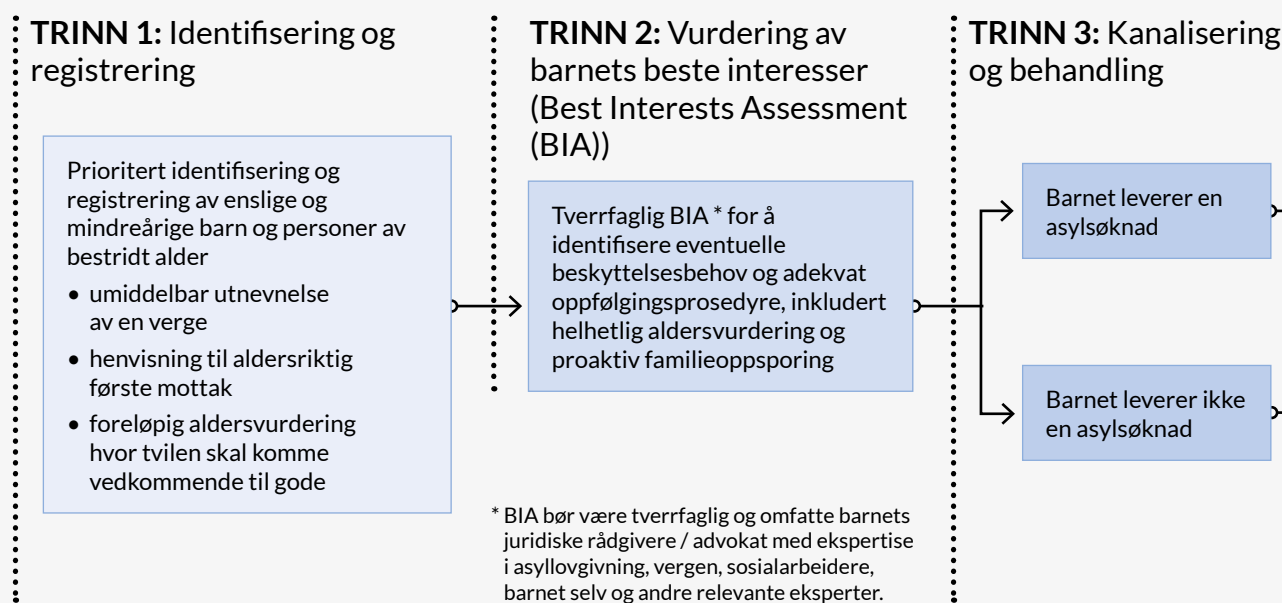 TRINN 1: Identifisering og
registrering
Prioritert identifisering og
registrering av enslige og
mindreårige barn og personer av
bestridt alder
• umiddelbar utnevnelse
av en verge
• henvisning til aldersriktig
første mottak
• foreløpig aldersvurdering
hvor tvilen skal komme
vedkommende til gode
TRINN 2: Vurdering av
barnets beste interesser
(Best Interests Assessment
(BIA))
Tverrfaglig BIA * for å
identifisere eventuelle
beskyttelsesbehov og adekvat
oppfølgingsprosedyre, inkludert
helhetlig aldersvurdering og
proaktiv familieoppsporing
* BIA bør være tverrfaglig og omfatte barnets
juridiske rådgivere / advokat med ekspertise
i asyllovgivning, vergen, sosialarbeidere,
barnet selv og andre relevante eksperter.
TRINN 3: Kanalisering
og behandling
Barnet leverer en
asylsøknad
Barnet leverer ikke
en asylsøknad